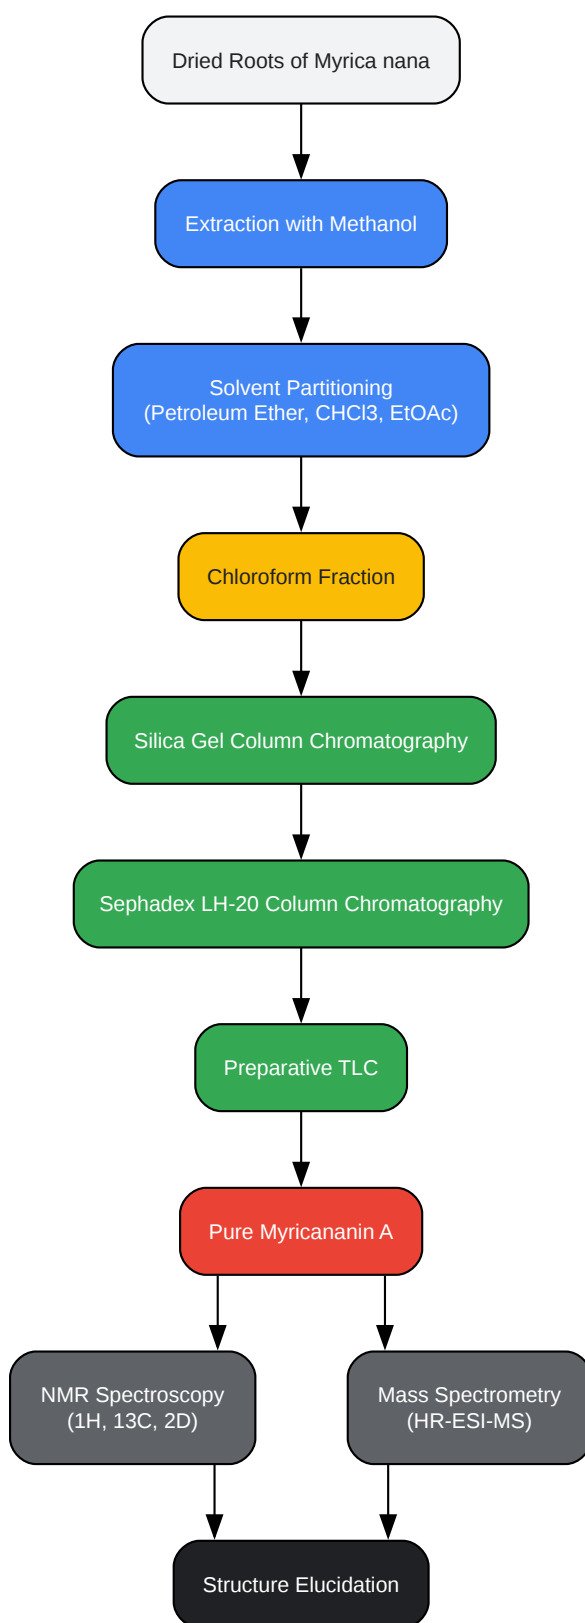 Dried Roots of Myrica nana
Extraction with Methanol
Solvent Partitioning
(Petroleum Ether, CHCl3, EtOAc)
Chloroform Fraction
Silica Gel Column Chromatography
Sephadex LH-20 Column Chromatography
Preparative TLC
Pure Myricananin A
NMR Spectroscopy
(1H, 13C, 2D)
Mass Spectrometry
(HR-ESI-MS)
Structure Elucidation